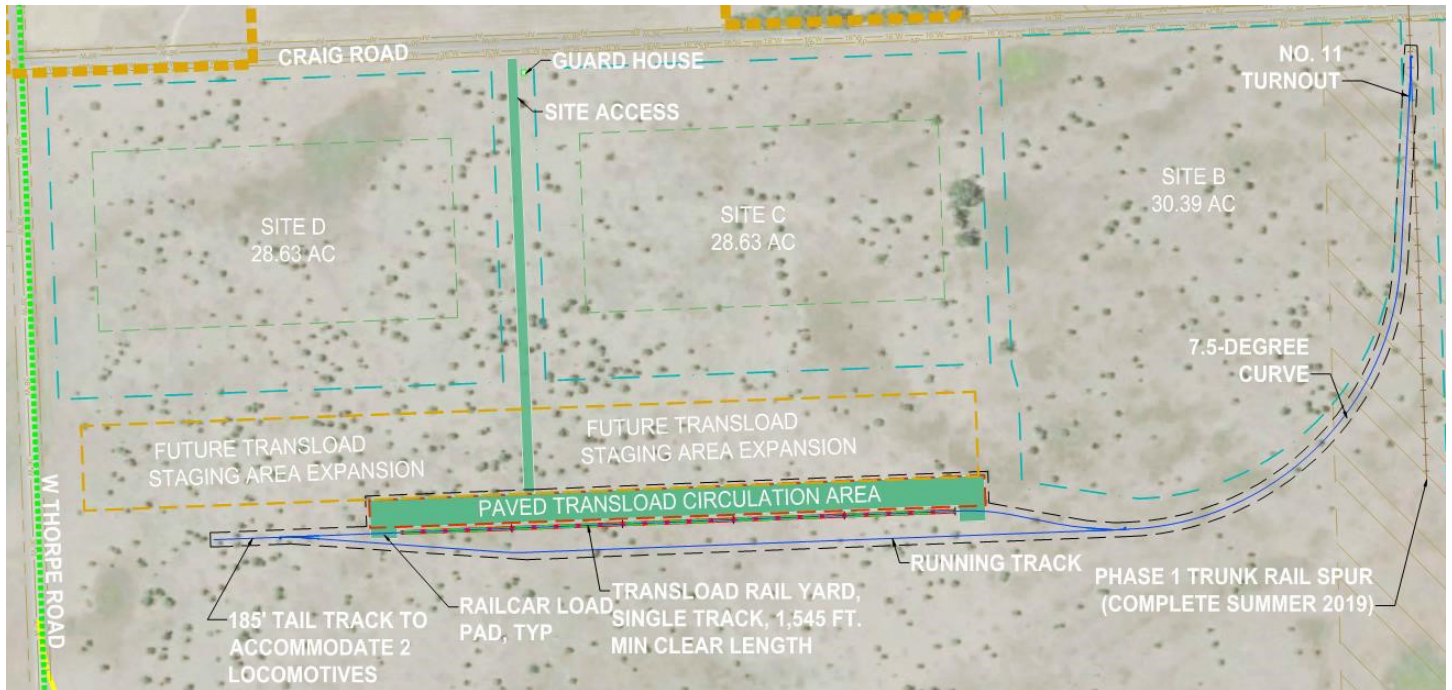 CRAIG ROAD
GUARD HOUSE
SITE ACCESS
NO. 11
TURNOUT
SITE D
28.63 AC
SITE C
28.63 AC
SITE B
30.39 AC
7.5-DEGREE
CURVE
FUTURE TRANSLOAD
STAGING AREA EXPANSION
FUTURE TRANSLOAD
STAGING AREA EXPANSION
PAVED TRANSLOAD CIRCULATION AREA
W THORPE ROAD
185' TAIL TRACK TO
ACCOMMODATE 2
LOCOMOTIVES
RAILCAR LOAD
PAD, TYP
TRANSLOAD RAIL YARD,
SINGLE TRACK, 1,545 FT.
MIN CLEAR LENGTH
RUNNING TRACK
PHASE 1 TRUNK RAIL SPUR
(COMPLETE SUMMER 2019)